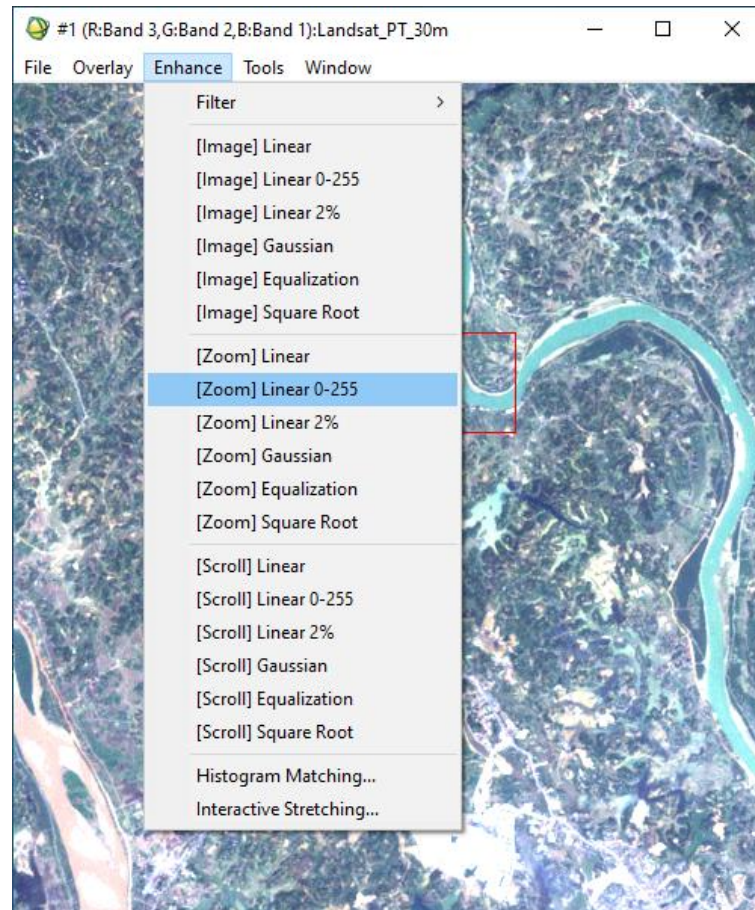 #1 (R:Band 3,G:Band 2,B:Band 1):Landsat_PT_30m
File Overlay Enhance Tools Window
Filter
[Image] Linear
[Image] Linear 0-255
[Image] Linear 2%
[Image] Gaussian
[Image] Equalization
[Image] Square Root
[Zoom] Linear
[Zoom] Linear 0-255
[Zoom] Linear 2%
[Zoom] Gaussian
[Zoom] Equalization
[Zoom] Square Root
[Scroll] Linear
[Scroll] Linear 0-255
[Scroll] Linear 2%
[Scroll] Gaussian
[Scroll] Equalization
[Scroll] Square Root
Histogram Matching...
Interactive Stretching...